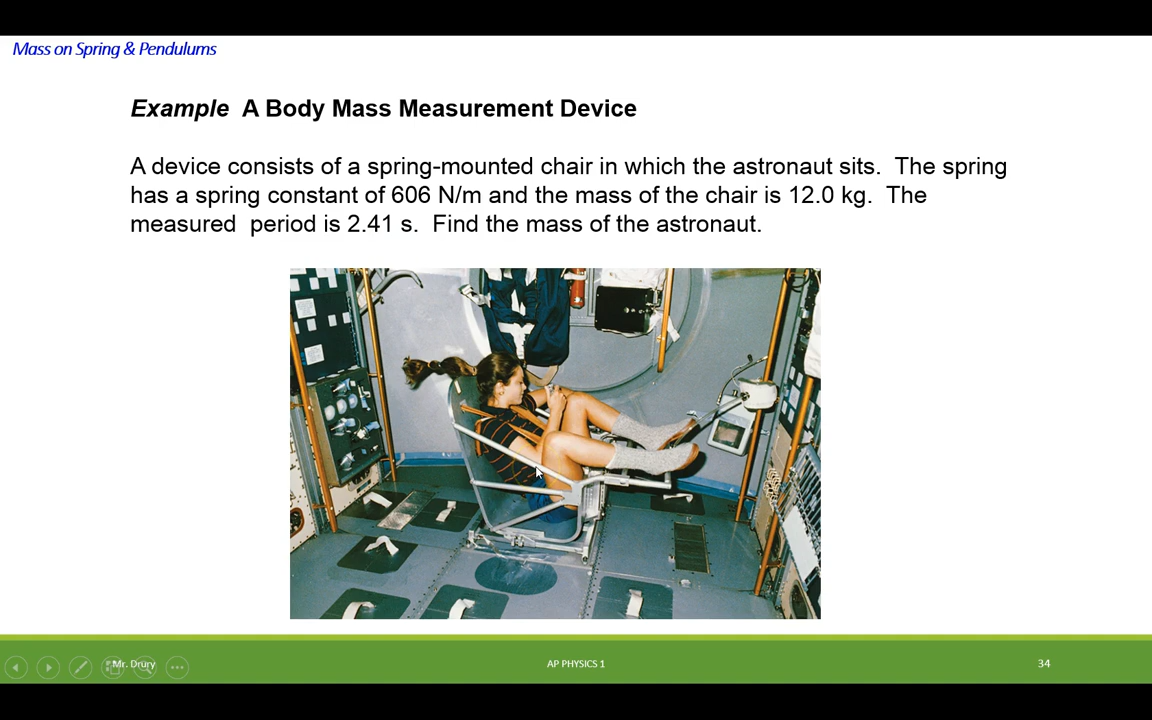 Mass on Spring & Pendulums
Example  A Body Mass Measurement Device
A device consists of a spring-mounted chair in which the astronaut sits.  The spring
has a spring constant of 606 N/m and the mass of the chair is 12.0 kg.  The
measured  period is 2.41 s.  Find the mass of the astronaut.
Mr. Drury
AP PHYSICS 1
34